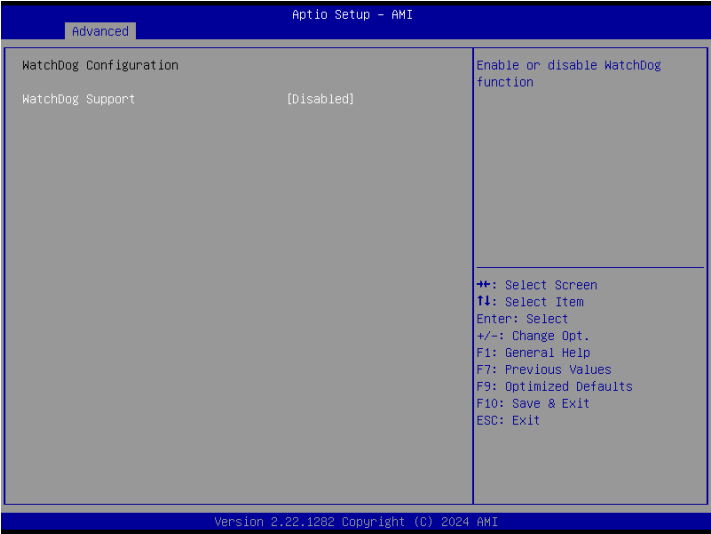 Aptio Setup - AMI
Advanced
WatchDog Configuration
WatchDog Support [Disabled]
Enable or disable WatchDog
function
→←: Select Screen
↑↓: Select Item
Enter: Select
+/-: Change Opt.
F1: General Help
F7: Previous Values
F9: Optimized Defaults
F10: Save & Exit
ESC: Exit
Version 2.22.1282 Copyright (C) 2024 AMI